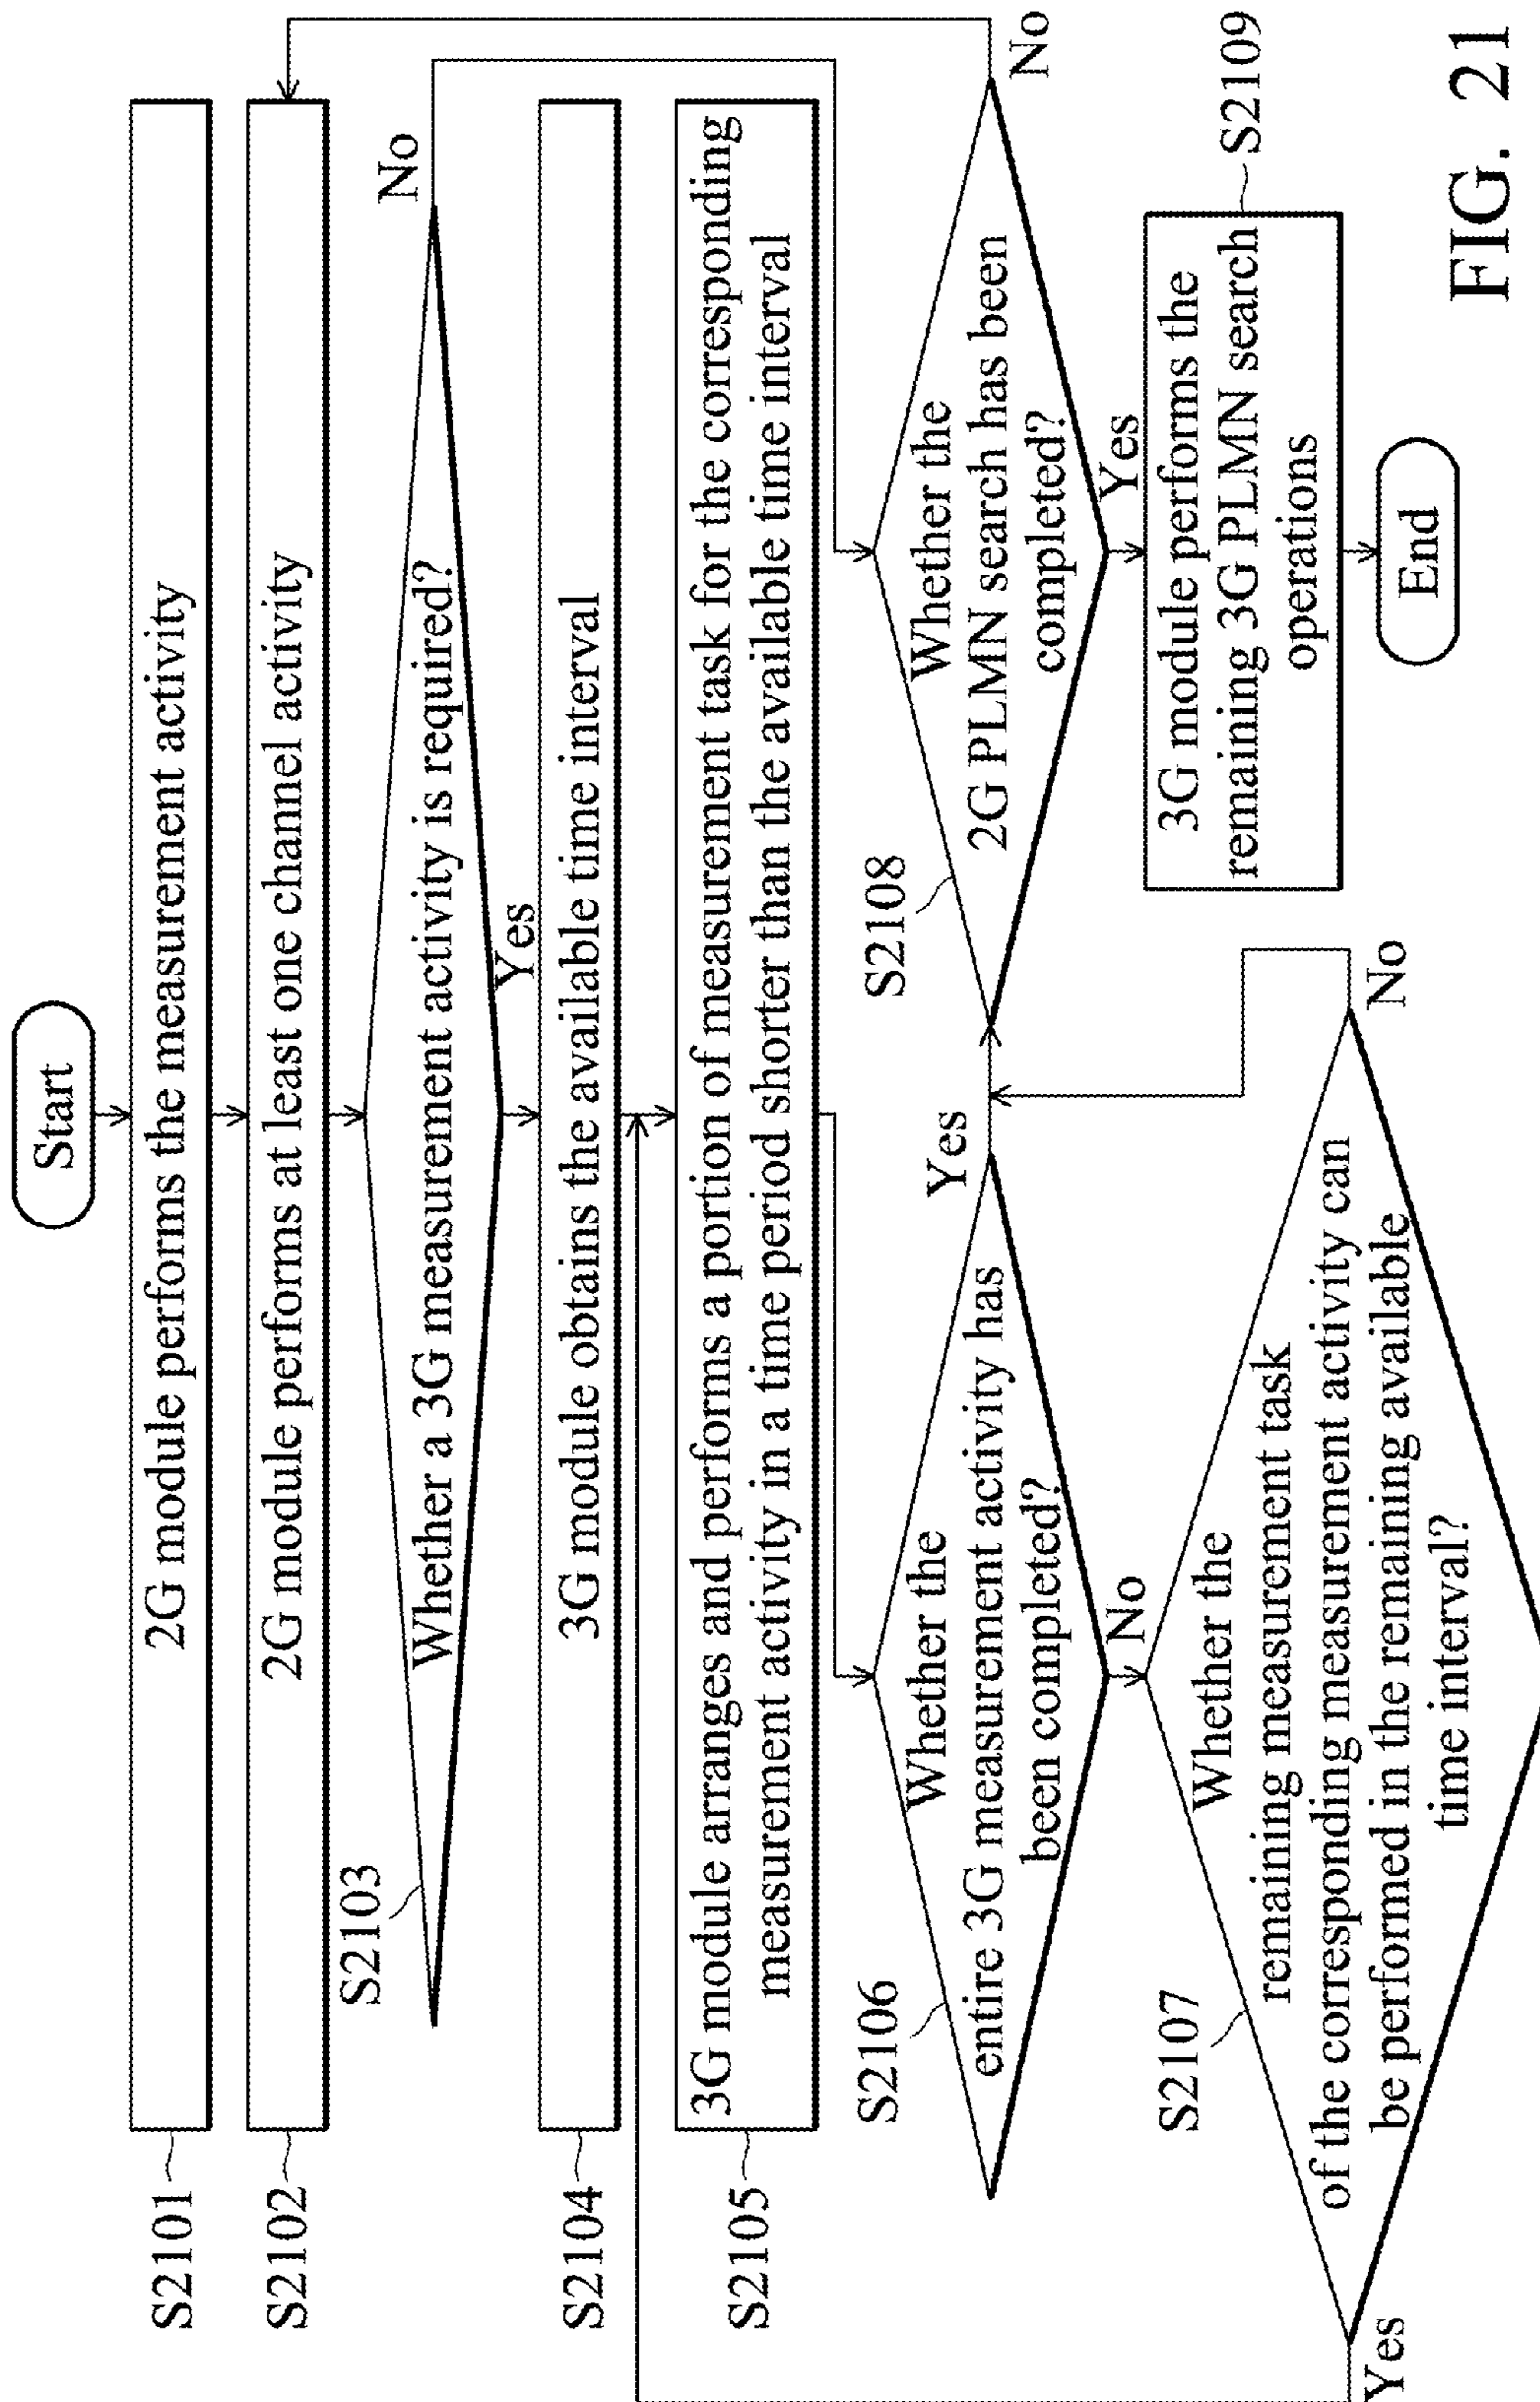 Start
S2101
2G module performs the measurement activity
S2102
2G module performs at least one channel activity
S2103
Whether a 3G measurement activity is required?
No
Yes
S2104
3G module obtains the available time interval
S2105
3G module arranges and performs a portion of measurement task for the corresponding
measurement activity in a time period shorter than the available time interval
S2106
Whether the
entire 3G measurement activity has
been completed?
Yes
No
S2107
Whether the
remaining measurement task
of the corresponding measurement activity can
be performed in the remaining available
time interval?
Yes
No
S2108
Whether the
2G PLMN search has been
completed?
No
Yes
3G module performs the
remaining 3G PLMN search
operations
S2109
End
FIG. 21